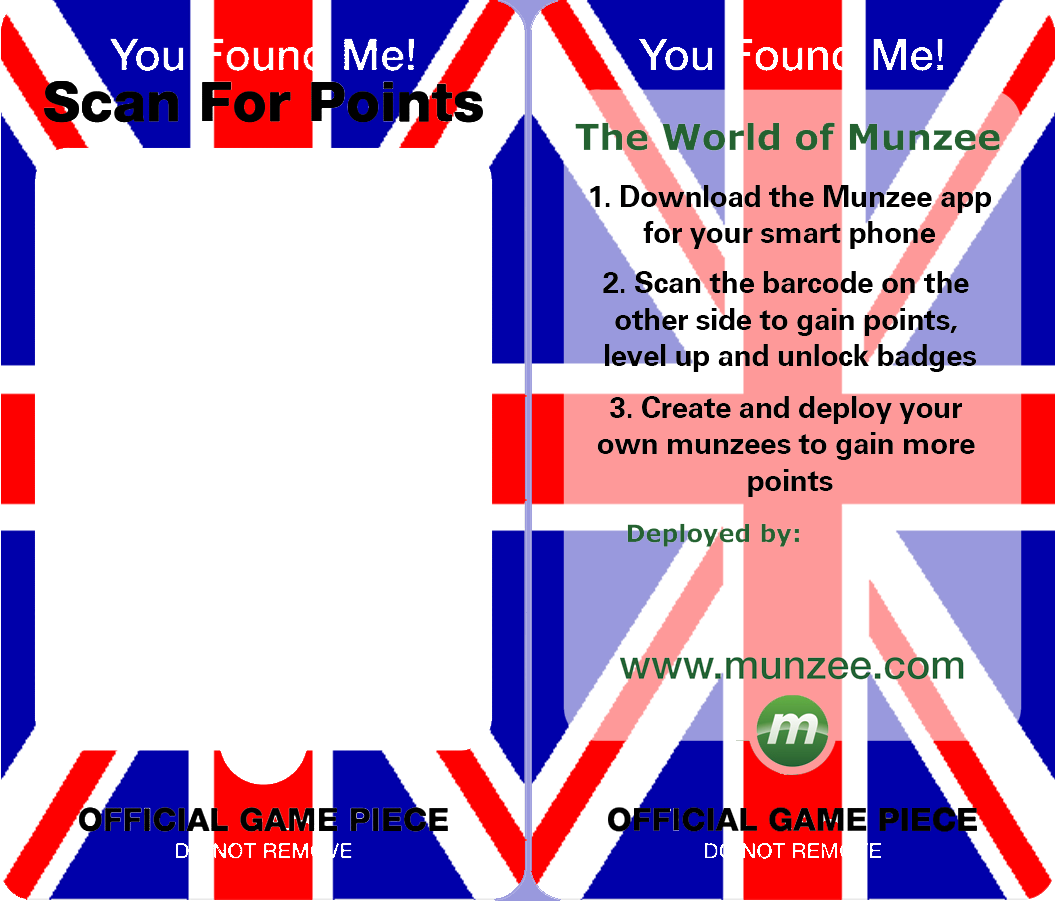 You Found Me!
Scan For Points
OFFICIAL GAME PIECE
DO NOT REMOVE
You Found Me!
The World of Munzee
1. Download the Munzee app
for your smart phone
2. Scan the barcode on the
other side to gain points,
level up and unlock badges
3. Create and deploy your
own munzees to gain more
points
Deployed by:
www.munzee.com
m
OFFICIAL GAME PIECE
DO NOT REMOVE